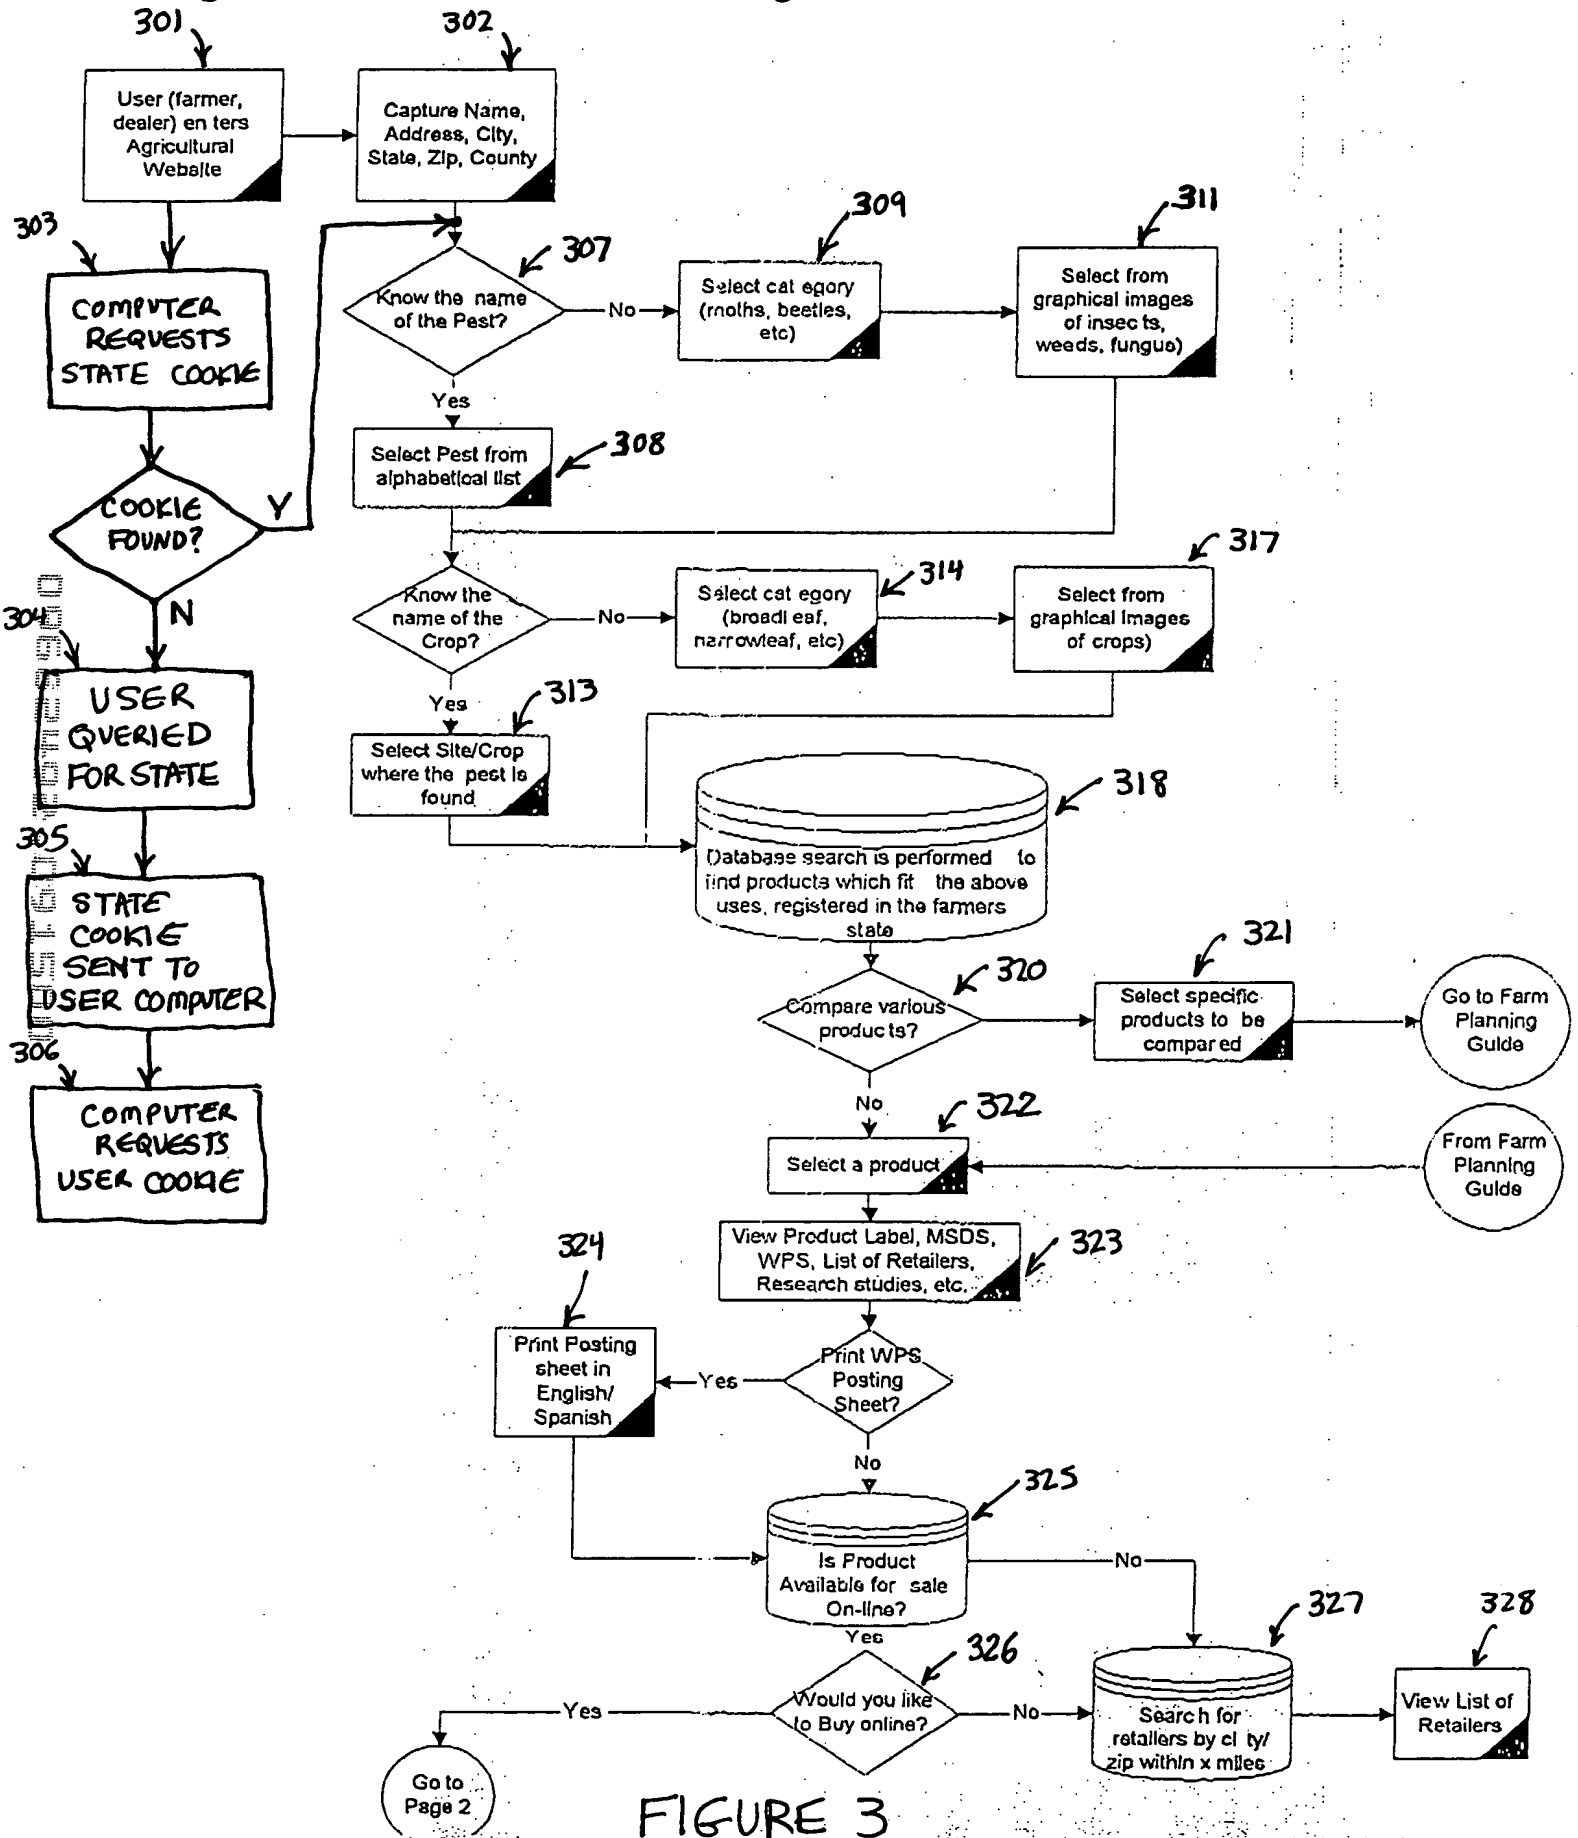 301
302
User (farmer,
dealer) en ters
Agricultural
Website
Capture Name,
Address, City,
State, Zip, County
303
COMPUTER
REQUESTS
STATE COOKIE
307
Know the name
of the Pest?
No
309
Select cat egory
(moths, beetles,
etc)
311
Select from
graphical images
of insec ts,
weeds, fungus)
Yes
308
Select Pest from
alphabetical list
COOKIE
FOUND?
Y
N
Know the
name of the
Crop?
No
314
Select cat egory
(broadl eaf,
narrowleaf, etc)
317
Select from
graphical images
of crops)
304
USER
QUERIED
FOR STATE
Yes
313
Select Site/Crop
where the pest is
found
318
Database search is performed to
find products which fit the above
uses, registered in the farmers
state
305
STATE
COOKIE
SENT TO
USER COMPUTER
320
Compare various
produc ts?
321
Select specific
products to be
compar ed
Go to Farm
Planning
Guide
306
COMPUTER
REQUESTS
USER COOKIE
No
322
Select a product
From Farm
Planning
Guide
323
View Product Label, MSDS,
WPS, List of Retailers,
Research studies, etc.
324
Print Posting
sheet in
English/
Spanish
Yes
Print WPS
Posting
Sheet?
No
325
Is Product
Available for sale
On-line?
No
Yes
326
Would you like
to Buy online?
Yes
No
327
Searc h for
retailers by ci ty/
zip within x miles
328
View List of
Retailers
Go to
Page 2
FIGURE 3